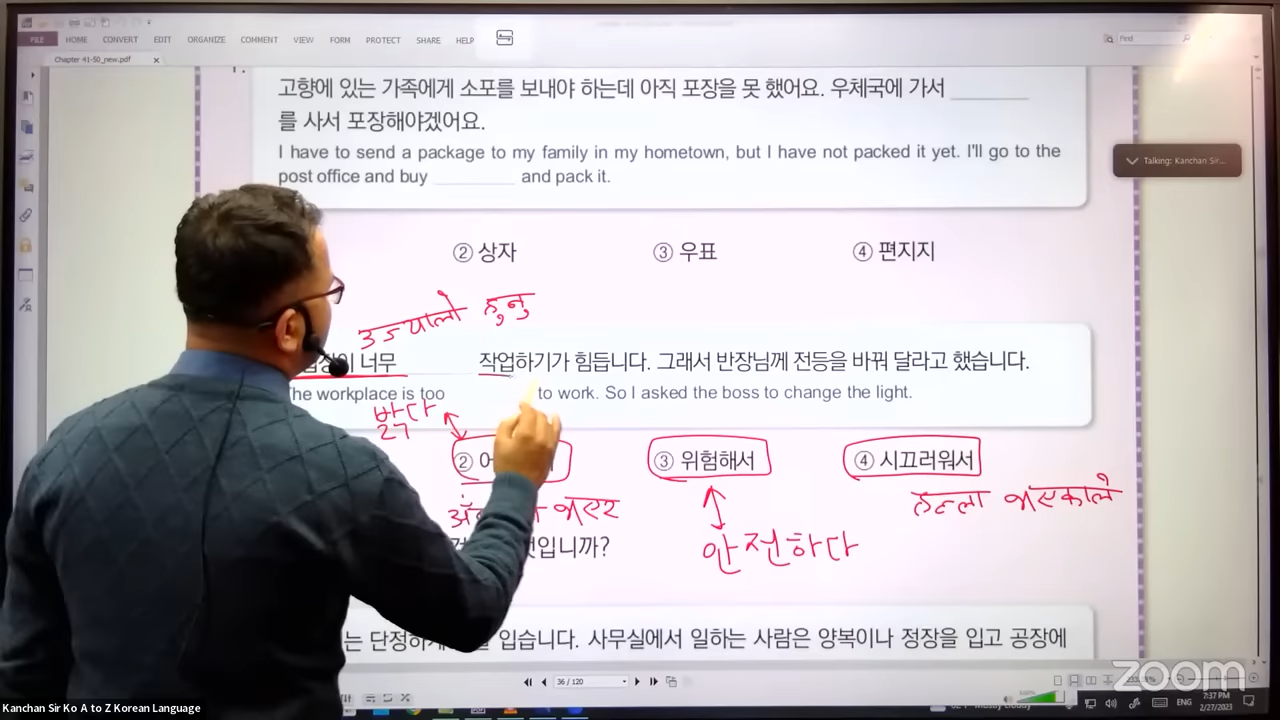 FILE HOME CONVERT EDIT ORGANIZE COMMENT VIEW FORM PROTECT SHARE HELP
Find
Chapter 41-50_new.pdf
고향에 있는 가족에게 소포를 보내야 하는데 아직 포장을 못 했어요. 우체국에 가서 ________
를 사서 포장해야겠어요.
I have to send a package to my family in my hometown, but I have not packed it yet. I'll go to the
post office and buy ________ and pack it.
Talking: Kanchan Sir...
② 상자 ③ 우표 ④ 편지지
उज्यालो हुनु
너무 작업하기가 힘듭니다. 그래서 반장님께 전등을 바꿔 달라고 했습니다.
The workplace is too to work. So I asked the boss to change the light.
밝다
② ③ 위험해서 ④ 시끄러워서
भएर हल्ला भएकाले
안전하다
입니까?
는 단정하게 입습니다. 사무실에서 일하는 사람은 양복이나 정장을 입고 공장에
36 / 120
zoom
Mostly cloudy ENG 7:37 PM
2/27/2023
Kanchan Sir Ko A to Z Korean Language